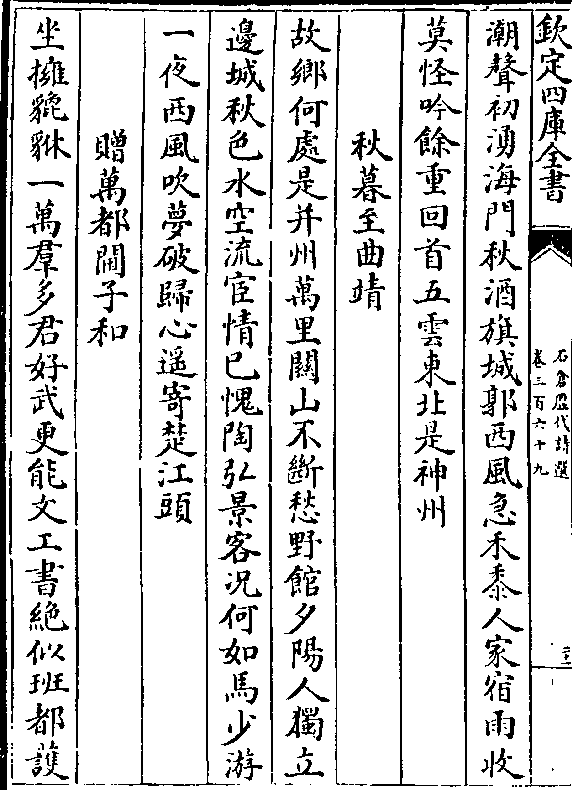 欽定四庫全書
石倉歷代詩選
卷三百六十九
潮聲初湧海門秋酒旗城郭西風急禾黍人家宿雨收
莫怪吟餘重回首五雲東北是神州
秋暮至曲靖
故鄉何處是并州萬里關山不斷愁野館夕陽人獨立
邊城秋色水空流宦情已愧陶弘景客况何如馬少游
一夜西風吹夢破歸心遥寄楚江頭
贈萬都閫子和
坐擁貔貅一萬羣多君好武更能文工書絶似班都䕶